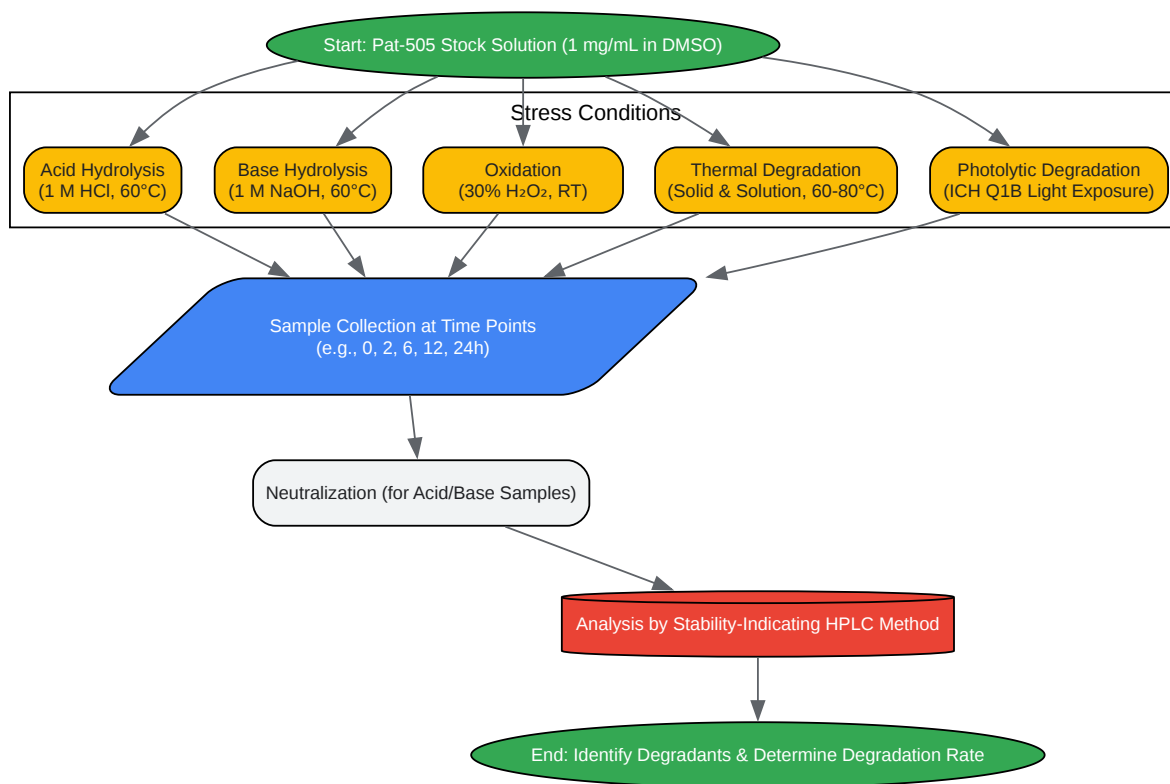 Start: Pat-505 Stock Solution (1 mg/mL in DMSO)
Stress Conditions
Acid Hydrolysis
(1 M HCl, 60°C)
Base Hydrolysis
(1 M NaOH, 60°C)
Oxidation
(30% H₂O₂, RT)
Thermal Degradation
(Solid & Solution, 60-80°C)
Photolytic Degradation
(ICH Q1B Light Exposure)
Sample Collection at Time Points
(e.g., 0, 2, 6, 12, 24h)
Neutralization (for Acid/Base Samples)
Analysis by Stability-Indicating HPLC Method
End: Identify Degradants & Determine Degradation Rate